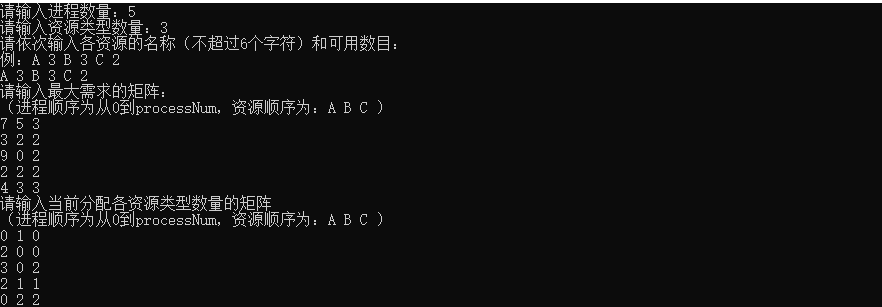 请输入进程数量：5
请输入资源类型数量：3
请依次输入各资源的名称（不超过6个字符）和可用数目：
例：A 3 B 3 C 2
A 3 B 3 C 2
请输入最大需求的矩阵：
（进程顺序为从0到processNum，资源顺序为：A B C ）
7 5 3
3 2 2
9 0 2
2 2 2
4 3 3
请输入当前分配各资源类型数量的矩阵
（进程顺序为从0到processNum，资源顺序为：A B C ）
0 1 0
2 0 0
3 0 2
2 1 1
0 2 2